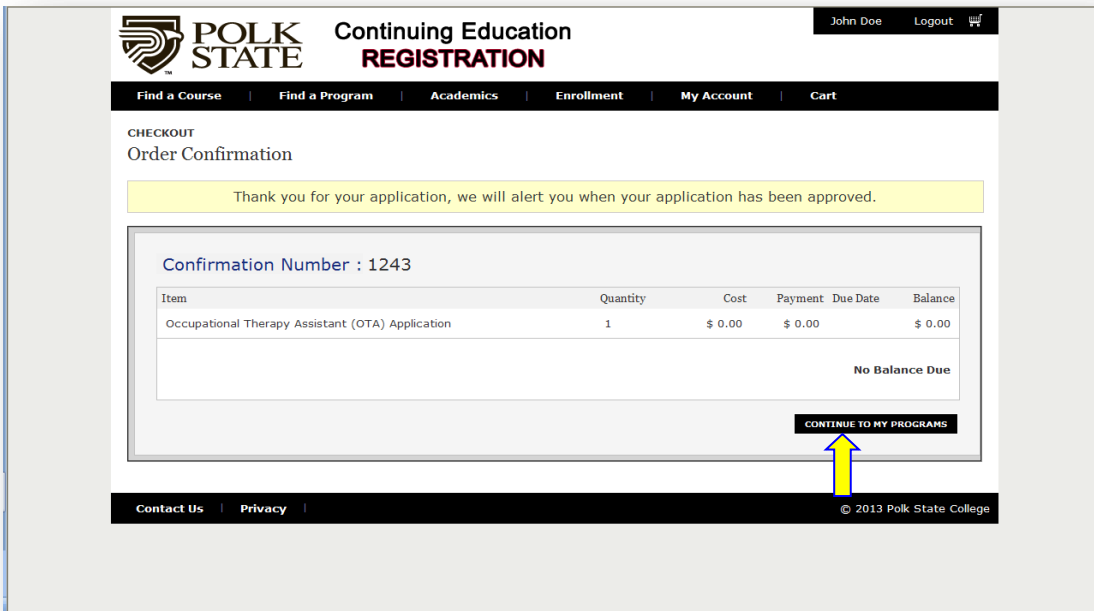 John Doe Logout
POLK
STATE
TM
Continuing Education
REGISTRATION
Find a Course | Find a Program | Academics | Enrollment | My Account | Cart
CHECKOUT
Order Confirmation
Thank you for your application, we will alert you when your application has been approved.
Confirmation Number : 1243
Item Quantity Cost Payment Due Date Balance
Occupational Therapy Assistant (OTA) Application 1 $ 0.00 $ 0.00 $ 0.00
No Balance Due
CONTINUE TO MY PROGRAMS
Contact Us | Privacy | © 2013 Polk State College